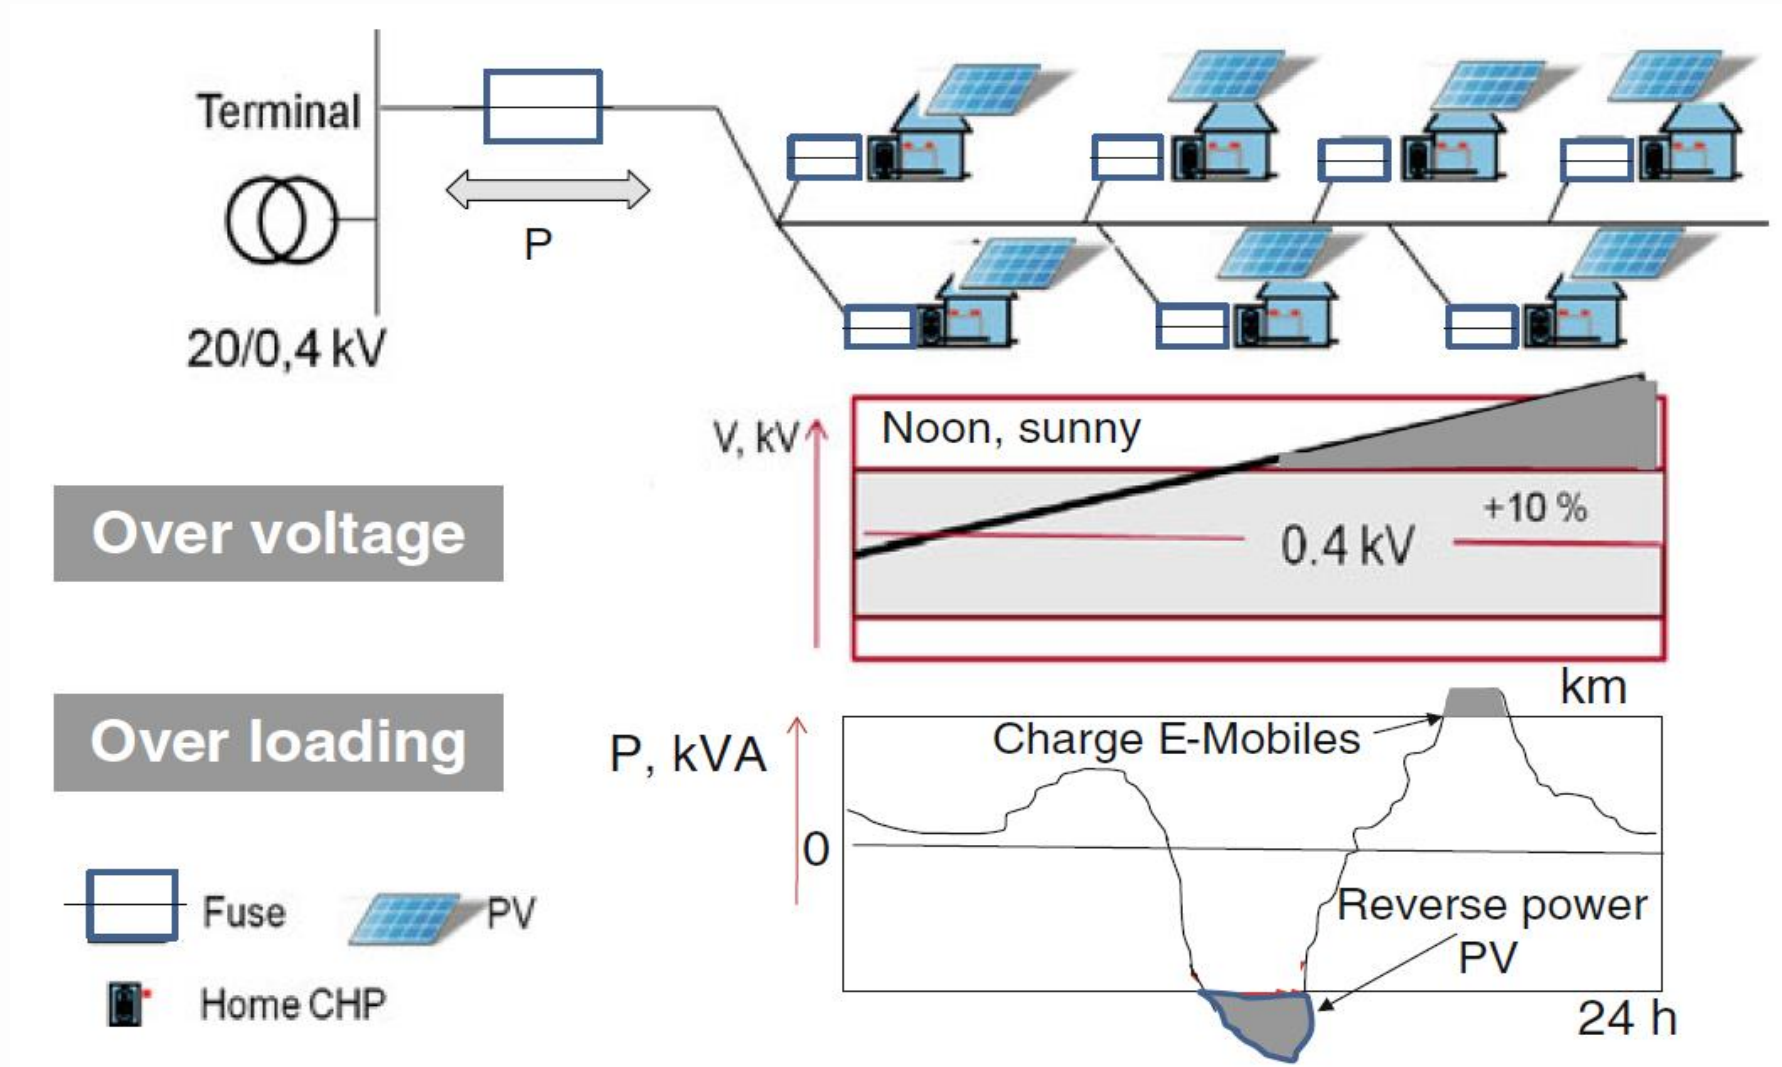 Terminal
P
20/0,4 kV
V, kV
Noon, sunny
+10 %
0.4 kV
Over voltage
km
Over loading
P, kVA
Charge E-Mobiles
0
Reverse power
PV
24 h
Fuse
PV
Home CHP